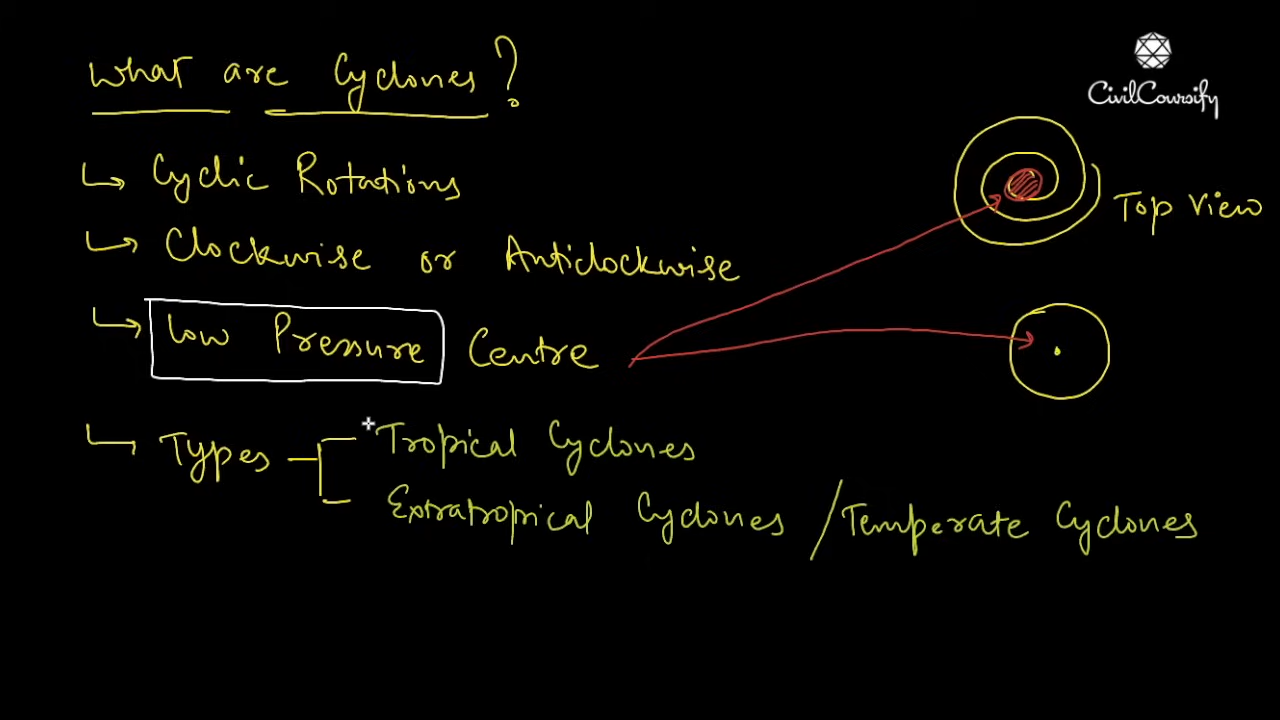 What are Cyclones?
CivilCoursify
Cyclic Rotations
Top View
Clockwise or Anticlockwise
Low Pressure Centre
Types
Tropical Cyclones
Extratropical Cyclones / Temperate Cyclones